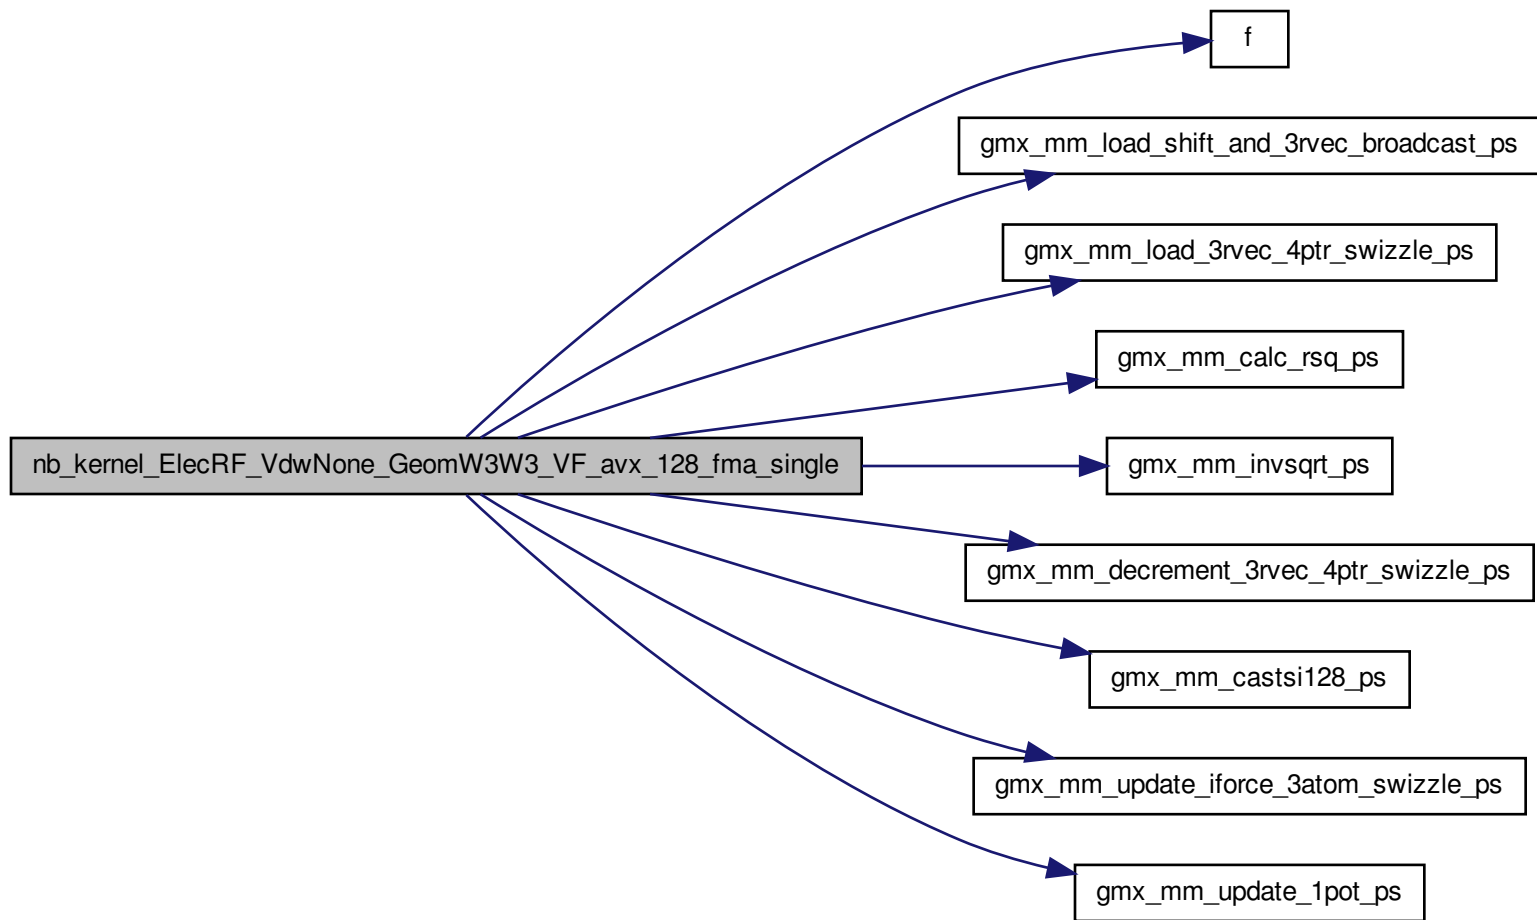 f
gmx_mm_load_shift_and_3rvec_broadcast_ps
gmx_mm_load_3rvec_4ptr_swizzle_ps
gmx_mm_calc_rsq_ps
nb_kernel_ElecRF_VdwNone_GeomW3W3_VF_avx_128_fma_single
gmx_mm_invsqrt_ps
gmx_mm_decrement_3rvec_4ptr_swizzle_ps
gmx_mm_castsi128_ps
gmx_mm_update_iforce_3atom_swizzle_ps
gmx_mm_update_1pot_ps